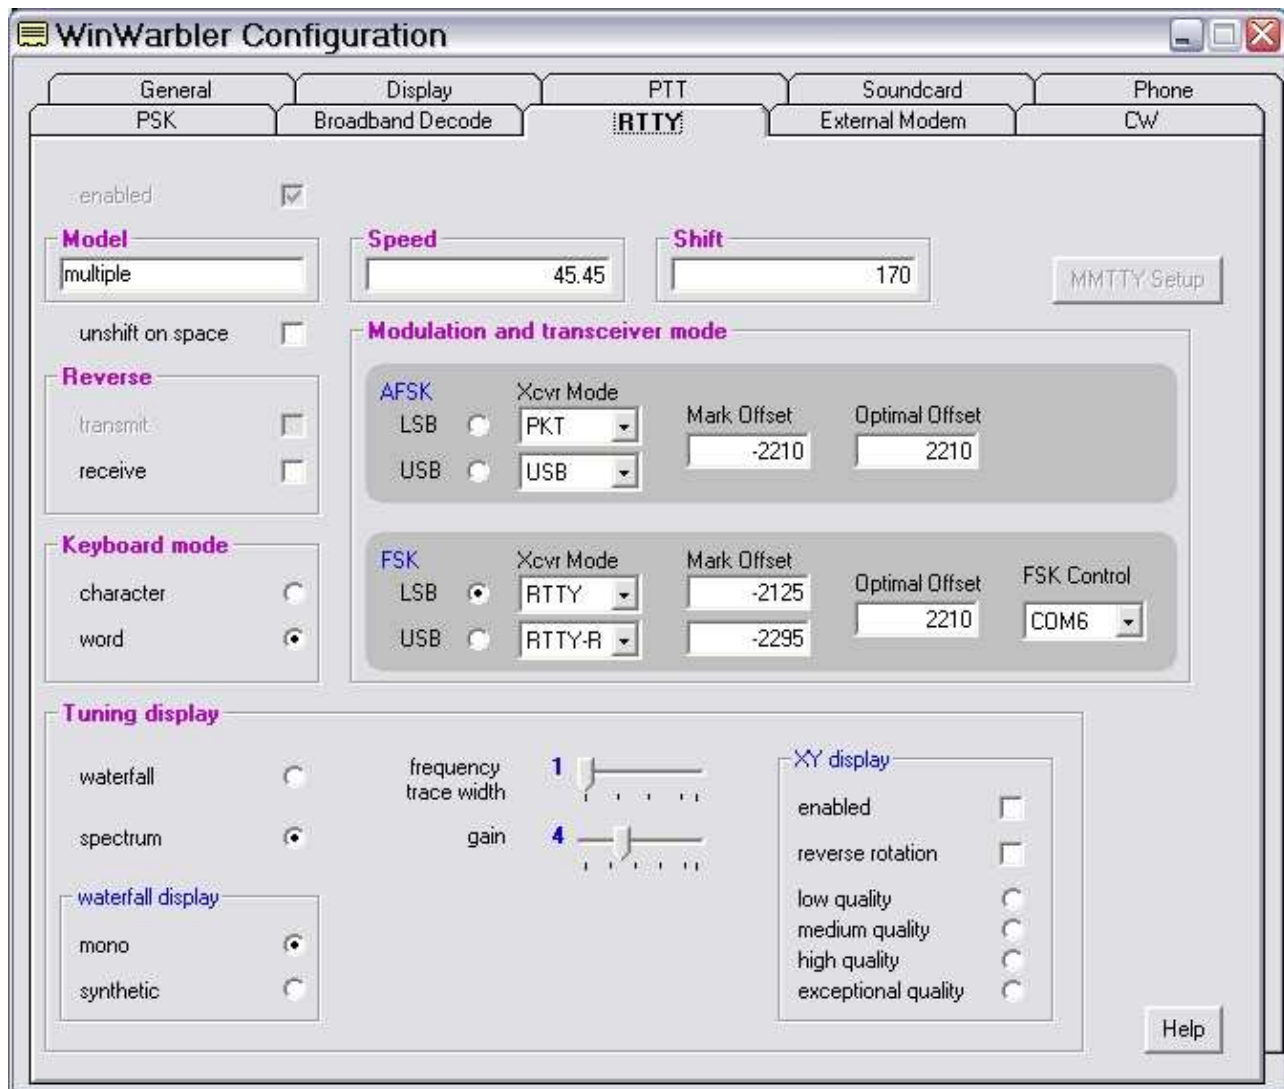 WinWarbler Configuration
General Display PTT Soundcard Phone
PSK Broadband Decode RTTY External Modem CW
enabled
Model Speed Shift
multiple 45.45 170 MMTTY Setup
unshift on space
Modulation and transceiver mode
Reverse
transmit
receive
AFSK Xcvr Mode Mark Offset Optimal Offset
LSB PKT -2210 2210
USB USB
Keyboard mode
character
word
FSK Xcvr Mode Mark Offset Optimal Offset FSK Control
LSB RTTY -2125 2210 COM6
USB RTTY-R -2295
Tuning display
waterfall
spectrum
frequency
trace width 1
gain 4
waterfall display
mono
synthetic
XY display
enabled
reverse rotation
low quality
medium quality
high quality
exceptional quality
Help